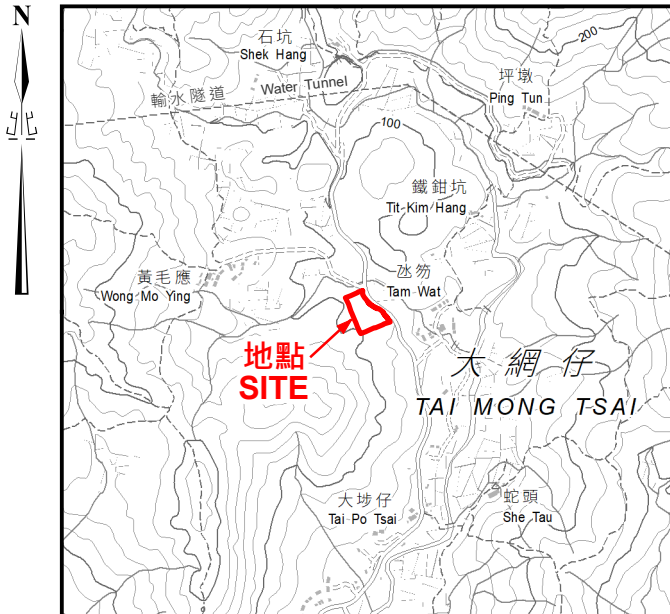 N
北
石坑
Shek Hang
200
輸水隧道
Water Tunnel
坪墩
Ping Tun
100
鐵鉗坑
Tit Kim Hang
黃毛應
Wong Mo Ying
氹笏
Tam Wat
地點
SITE
大網仔
TAI MONG TSAI
大埗仔
Tai Po Tsai
蛇頭
She Tau